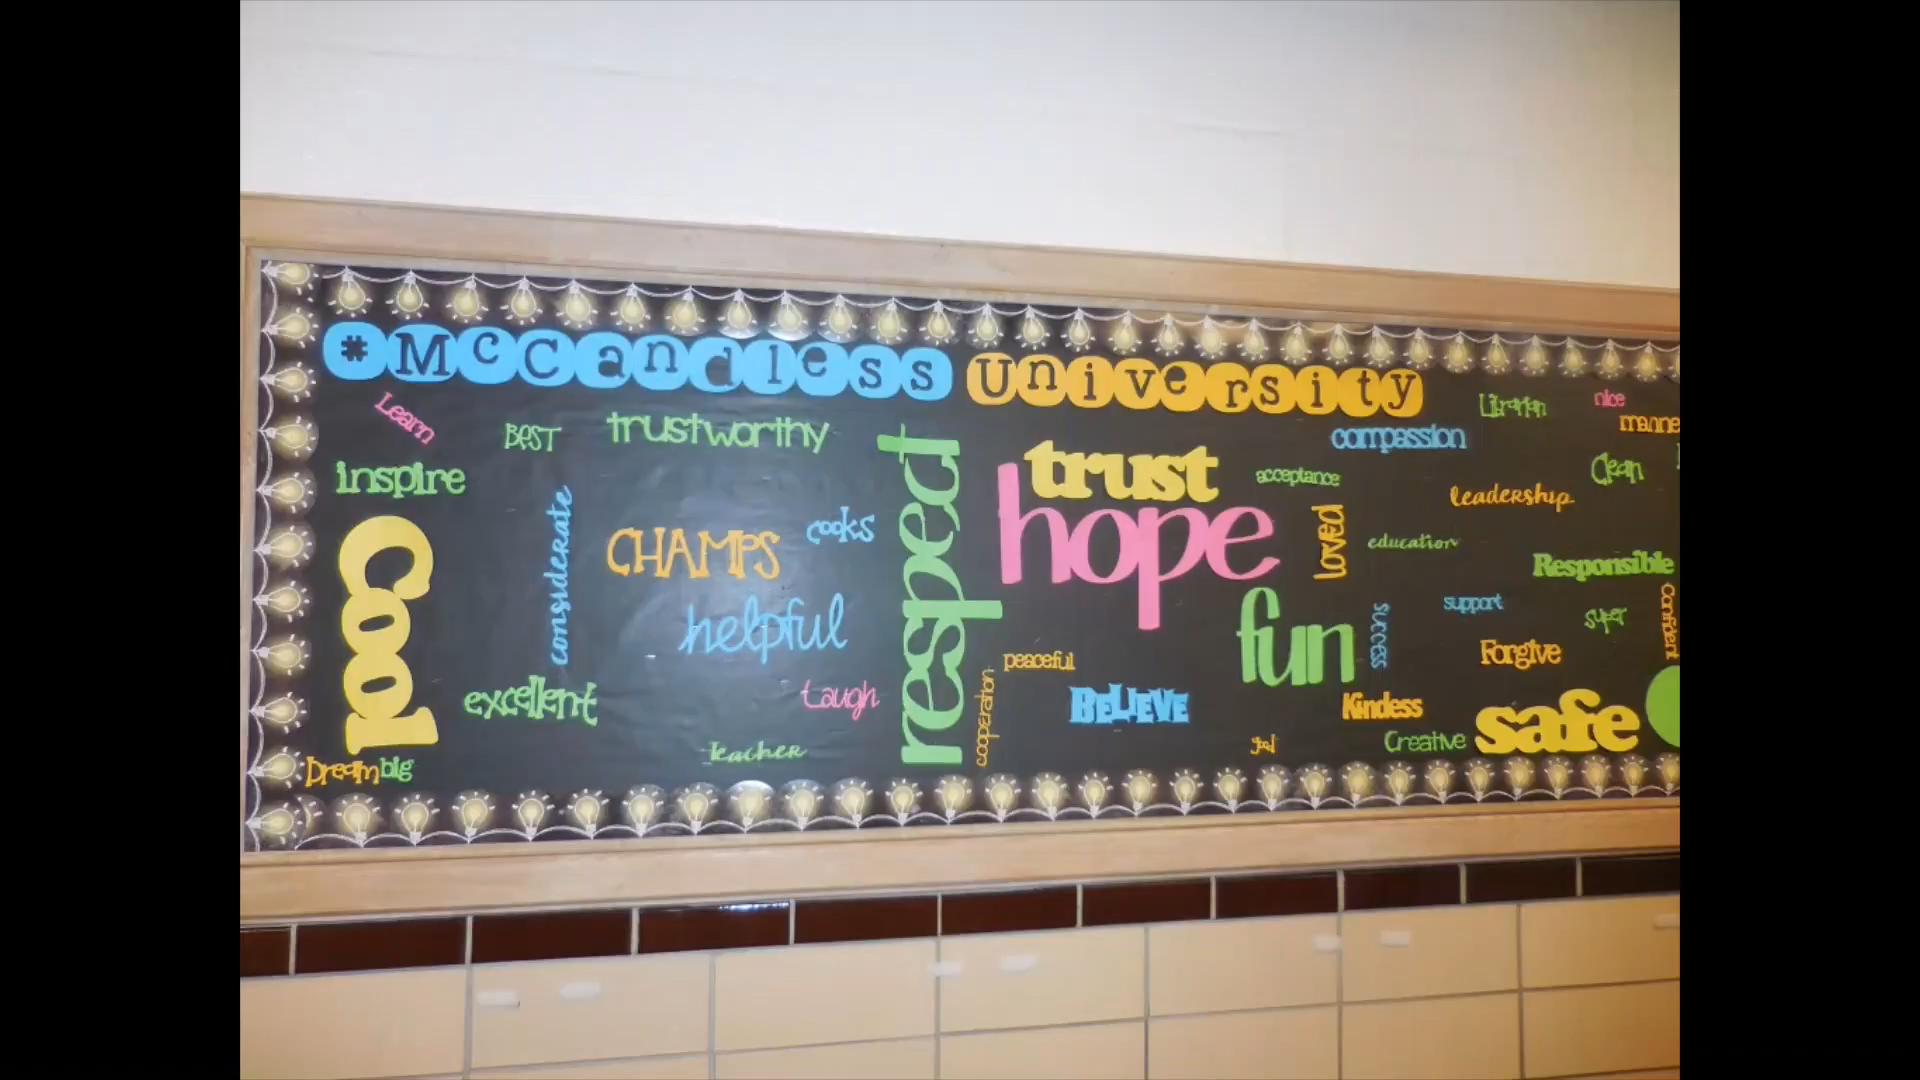 #McCandless University
Learn
BEST
trustworthy
inspire
Cool
considerate
CHAMPS
cooks
helpful
excellent
Laugh
Teacher
Dream big
respect
trust
hope
fun
peaceful
cooperation
BELIEVE
Librarian
nice
compassion
acceptance
Clean
leadership
loved
education
Responsible
support
success
super
Confident
Forgive
Kindess
safe
Creative